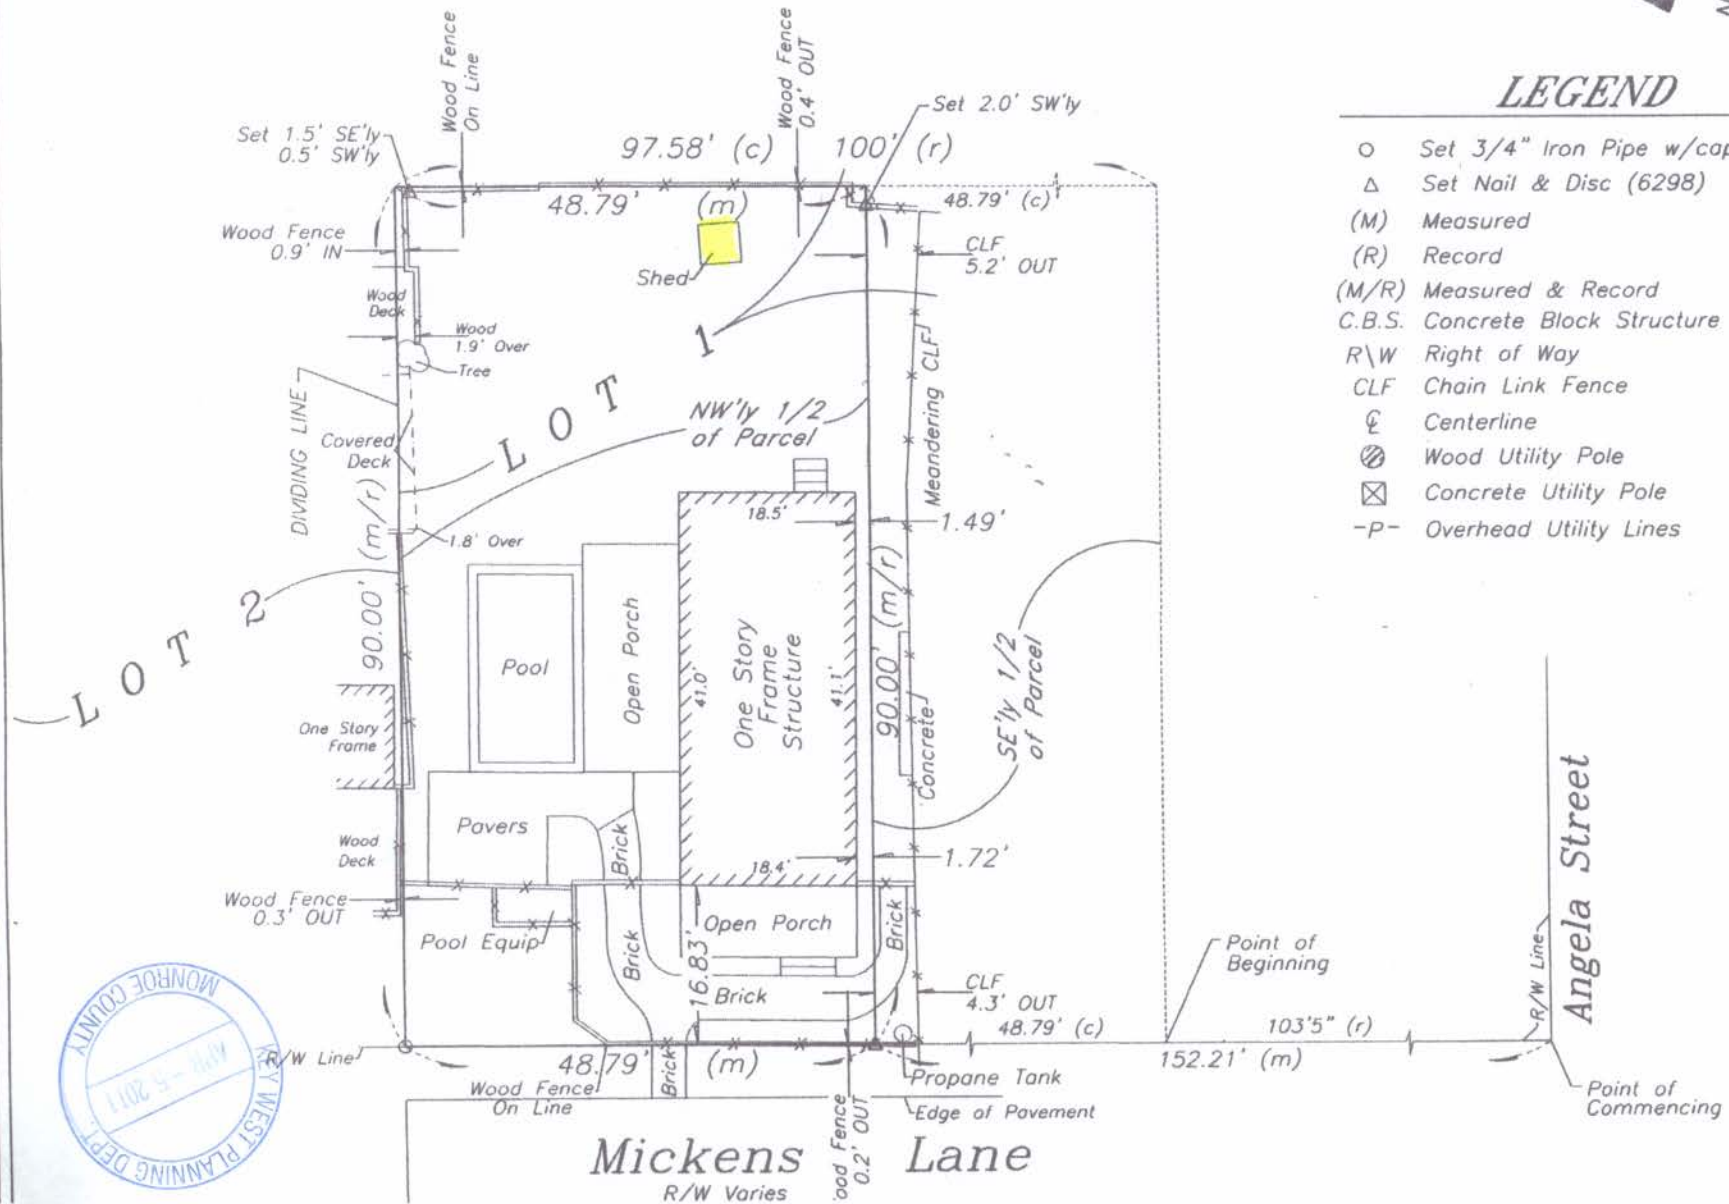 Wood Fence
On Line
Wood Fence
0.4' OUT
Set 2.0' SW'ly
Set 1.5' SE'ly
0.5' SW'ly
97.58' (c)
100' (r)
48.79'
(m)
48.79' (c)
Wood Fence
0.9' IN
Shed
CLF
5.2' OUT
Wood
Deck
Wood
1.9' Over
Tree
DIVIDING LINE
LOT 1
NW'ly 1/2
of Parcel
Meandering CLF
Covered
Deck
18.5'
1.49'
1.8' Over
90.00' (m/r)
LOT 2
Pool
Open Porch
41.0'
One Story
Frame
Structure
41.1'
90.00' (m/r)
Concrete
SE'ly 1/2
of Parcel
One Story
Frame
Pavers
Brick
Wood
Deck
18.4'
1.72'
Wood Fence
0.3' OUT
Pool Equip
Brick
16.83'
Open Porch
Brick
Brick
CLF
4.3' OUT
Point of
Beginning
R/W Line
Angela Street
R/W Line
48.79'
(m)
48.79' (c)
103'5" (r)
152.21' (m)
Wood Fence
On Line
Brick
ood Fence
0.2' OUT
Propane Tank
Edge of Pavement
Point of
Commencing
Mickens Lane
R/W Varies
LEGEND
Set 3/4" Iron Pipe w/cap
Set Nail & Disc (6298)
(M) Measured
(R) Record
(M/R) Measured & Record
C.B.S. Concrete Block Structure
R\W Right of Way
CLF Chain Link Fence
℄ Centerline
Wood Utility Pole
Concrete Utility Pole
-P- Overhead Utility Lines
KEY WEST PLANNING DEPT.
APR -5 2011
MONROE COUNTY